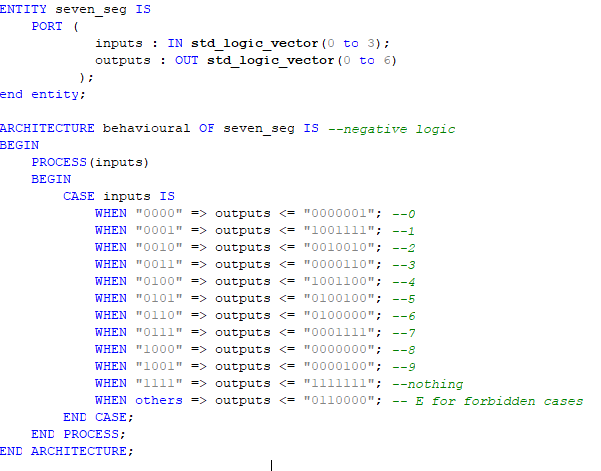 ENTITY seven_seg IS
PORT (
inputs : IN std_logic_vector(0 to 3);
outputs : OUT std_logic_vector(0 to 6)
);
end entity;
ARCHITECTURE behavioural OF seven_seg IS --negative logic
BEGIN
PROCESS(inputs)
BEGIN
CASE inputs IS
WHEN "0000" => outputs <= "0000001"; --0
WHEN "0001" => outputs <= "1001111"; --1
WHEN "0010" => outputs <= "0010010"; --2
WHEN "0011" => outputs <= "0000110"; --3
WHEN "0100" => outputs <= "1001100"; --4
WHEN "0101" => outputs <= "0100100"; --5
WHEN "0110" => outputs <= "0100000"; --6
WHEN "0111" => outputs <= "0001111"; --7
WHEN "1000" => outputs <= "0000000"; --8
WHEN "1001" => outputs <= "0000100"; --9
WHEN "1111" => outputs <= "1111111"; --nothing
WHEN others => outputs <= "0110000"; -- E for forbidden cases
END CASE;
END PROCESS;
END ARCHITECTURE;